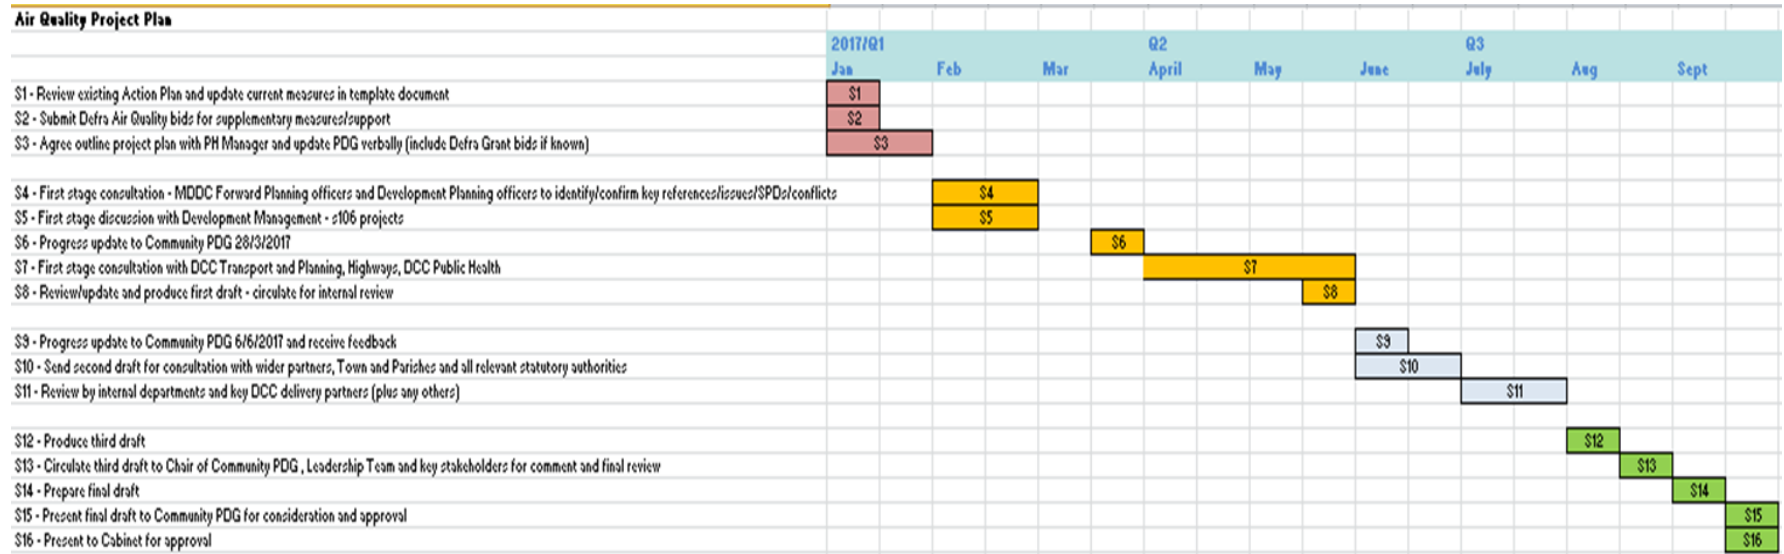 Air Quality Project Plan
2017/Q1 Q2 Q3
Jan Feb Mar April May June July Aug Sept
S1 - Review existing Action Plan and update current measures in template document S1
S2 - Submit Defra Air Quality bids for supplementary measures/support S2
S3 - Agree outline project plan with PH Manager and update PDG verbally (include Defra Grant bids if known) S3
S4 - First stage consultation - MDDC Forward Planning officers and Development Planning officers to identify/confirm key references/issues/SPDs/conflicts S4
S5 - First stage discussion with Development Management - s106 projects S5
S6 - Progress update to Community PDG 28/3/2017 S6
S7 - First stage consultation with DCC Transport and Planning, Highways, DCC Public Health S7
S8 - Review/update and produce first draft - circulate for internal review S8
S9 - Progress update to Community PDG 6/6/2017 and receive feedback S9
S10 - Send second draft for consultation with wider partners, Town and Parishes and all relevant statutory authorities S10
S11 - Review by internal departments and key DCC delivery partners (plus any others) S11
S12 - Produce third draft S12
S13 - Circulate third draft to Chair of Community PDG , Leadership Team and key stakeholders for comment and final review S13
S14 - Prepare final draft S14
S15 - Present final draft to Community PDG for consideration and approval S15
S16 - Present to Cabinet for approval S16